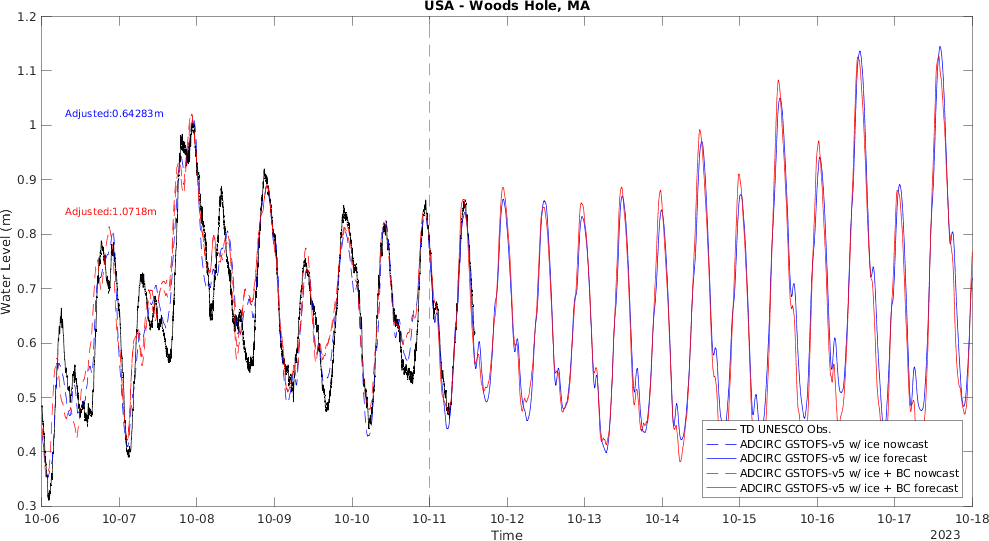 USA - Woods Hole, MA
1.2
1.1
1
0.9
0.8
0.7
0.6
0.5
0.4
0.3
Water Level (m)
Adjusted:0.64283m
Adjusted:1.0718m
TD UNESCO Obs.
ADCIRC GSTOFS-v5 w/ ice nowcast
ADCIRC GSTOFS-v5 w/ ice forecast
ADCIRC GSTOFS-v5 w/ ice + BC nowcast
ADCIRC GSTOFS-v5 w/ ice + BC forecast
10-06 10-07 10-08 10-09 10-10 10-11 10-12 10-13 10-14 10-15 10-16 10-17 10-18
Time
2023